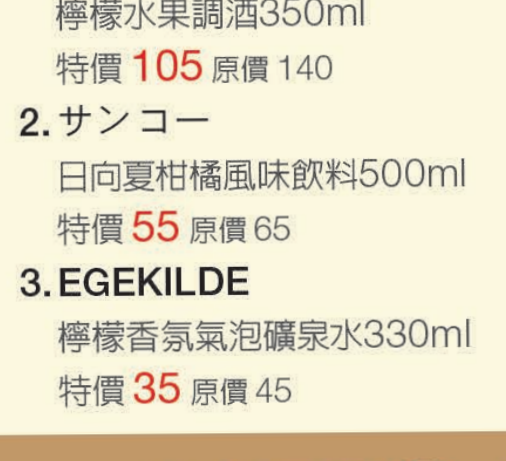 檸檬水果調酒350ml
特價 105 原價 140
2. サンコー
日向夏柑橘風味飲料500ml
特價 55 原價 65
3. EGEKILDE
檸檬香氛氣泡礦泉水330ml
特價 35 原價 45